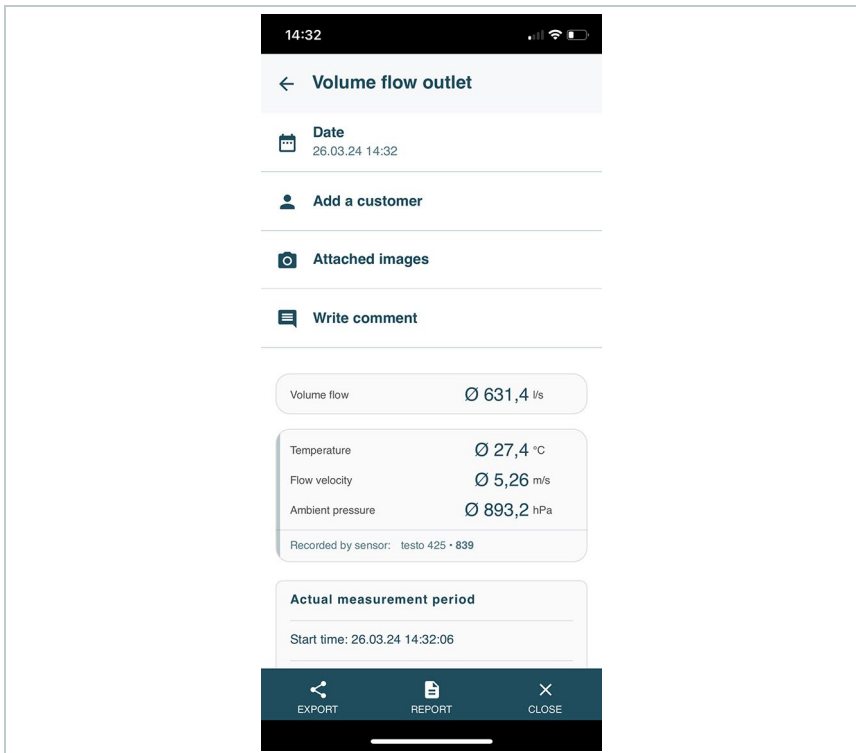 14:32
Volume flow outlet
Date
26.03.24 14:32
Add a customer
Attached images
Write comment
Volume flow Ø 631,4 l/s
Temperature Ø 27,4 °C
Flow velocity Ø 5,26 m/s
Ambient pressure Ø 893,2 hPa
Recorded by sensor: testo 425 • 839
Actual measurement period
Start time: 26.03.24 14:32:06
EXPORT REPORT CLOSE